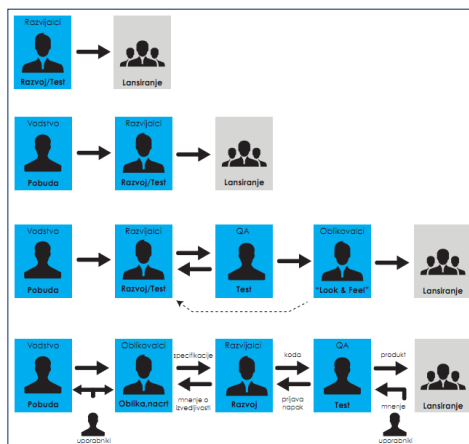 Razvijalci
Razvoj/Test
Lansiranje
Vodstvo
Razvijalci
Pobuda
Razvoj/Test
Lansiranje
Vodstvo
Razvijalci
QA
Oblikovalci
Pobuda
Razvoj/Test
Test
"Look & Feel"
Lansiranje
Vodstvo
Oblikovalci
specifikacije
Razvijalci
koda
QA
produkt
Pobuda
Oblika,nacrt
mnenje o
izvedljivosti
Razvoj
prijava
napak
Test
mnenje
Lansiranje
uporabniki
uporabniki